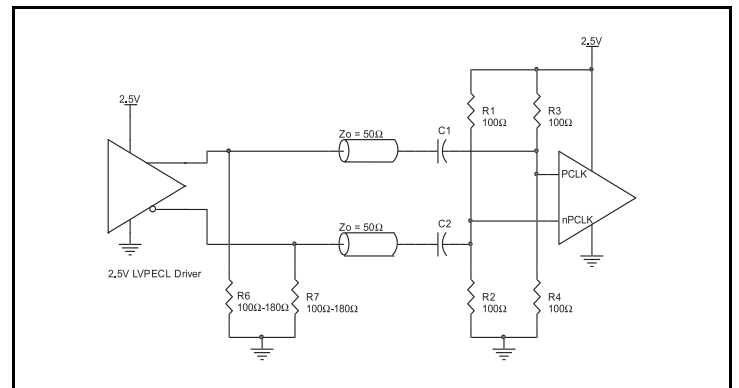 2.5V
2.5V
R1
100Ω
R3
100Ω
Zo = 50Ω
C1
PCLK
Zo = 50Ω
C2
nPCLK
2.5V LVPECL Driver
R6
100Ω-180Ω
R7
100Ω-180Ω
R2
100Ω
R4
100Ω